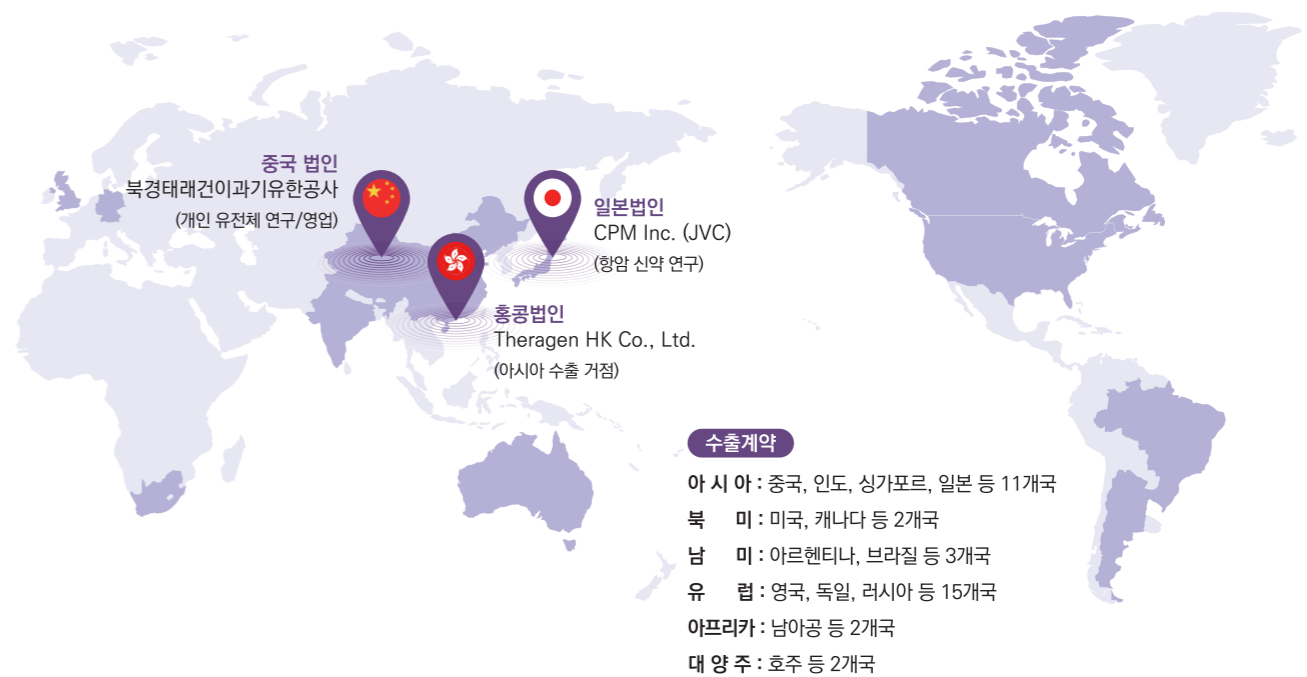 중국 법인
북경태래건이과기유한공사
(개인 유전체 연구/영업)
일본법인
CPM Inc. (JVC)
(항암 신약 연구)
홍콩법인
Theragen HK Co., Ltd.
(아시아 수출 거점)
수출계약
아 시 아 : 중국, 인도, 싱가포르, 일본 등 11개국
북 미 : 미국, 캐나다 등 2개국
남 미 : 아르헨티나, 브라질 등 3개국
유 럽 : 영국, 독일, 러시아 등 15개국
아프리카 : 남아공 등 2개국
대 양 주 : 호주 등 2개국